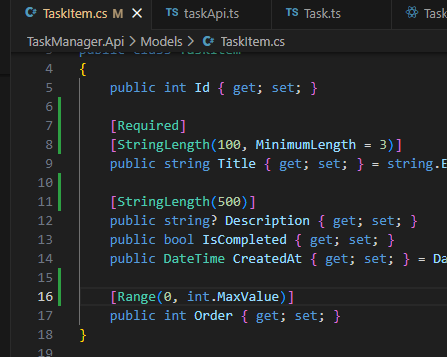 TaskItem.cs M × TS taskApi.ts TS Task.ts
TaskManager.Api > Models > TaskItem.cs
public class TaskItem
4 {
5 public int Id { get; set; }
6
7 [Required]
8 [StringLength(100, MinimumLength = 3)]
9 public string Title { get; set; } = string.E
10
11 [StringLength(500)]
12 public string? Description { get; set; }
13 public bool IsCompleted { get; set; }
14 public DateTime CreatedAt { get; set; } = Da
15
16 [Range(0, int.MaxValue)]
17 public int Order { get; set; }
18 }